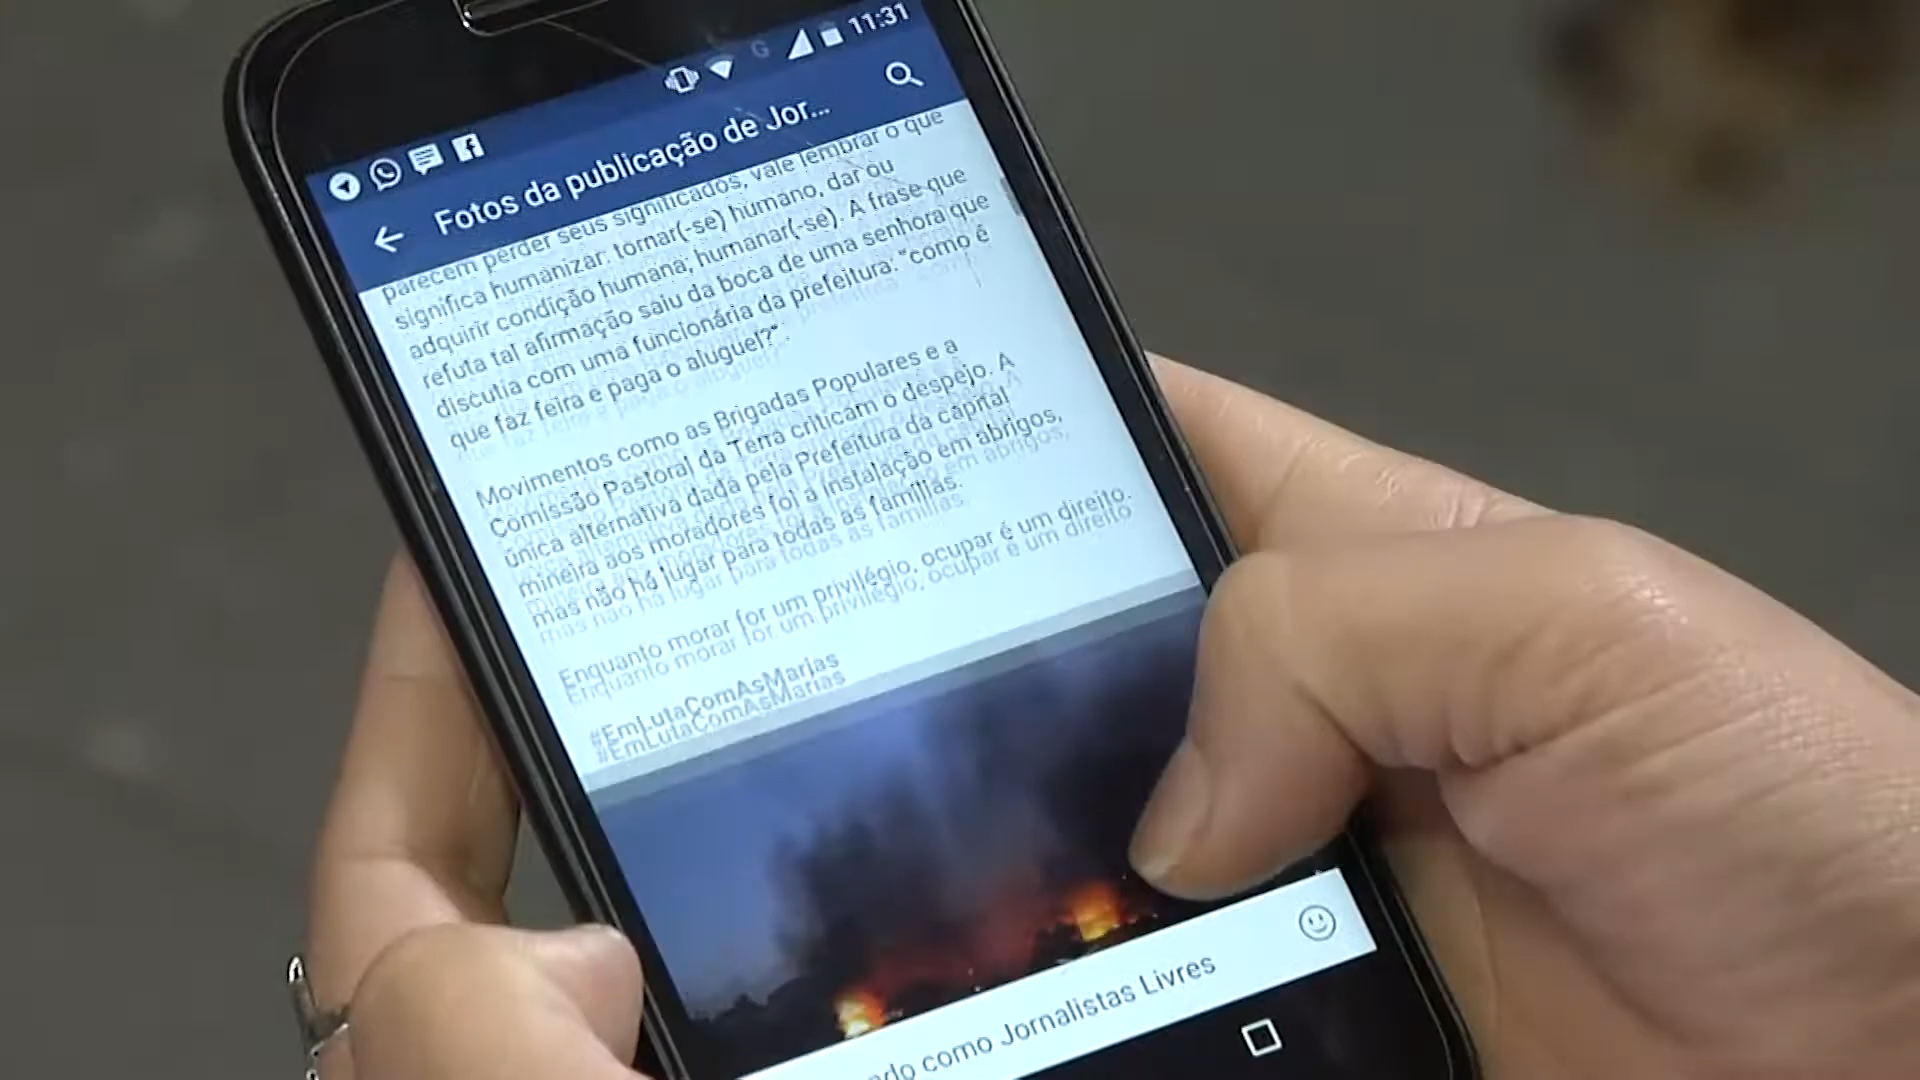 11:31
Fotos da publicação de Jor...
parecem perder seus significados, vale lembrar o que
significa humanizar: tornar(-se) humano, dar ou
adquirir condição humana; humanar(-se). A frase que
refuta tal afirmação saiu da boca de uma senhora que
discutia com uma funcionária da prefeitura: "como é
que faz feira e paga o aluguel?".
Movimentos como as Brigadas Populares e a
Comissão Pastoral da Terra criticam o despejo. A
única alternativa dada pela Prefeitura da capital
mineira aos moradores foi a instalação em abrigos,
mas não há lugar para todas as famílias.
Enquanto morar for um privilégio, ocupar é um direito.
#EmLutaComAsMarias
ndo como Jornalistas Livres